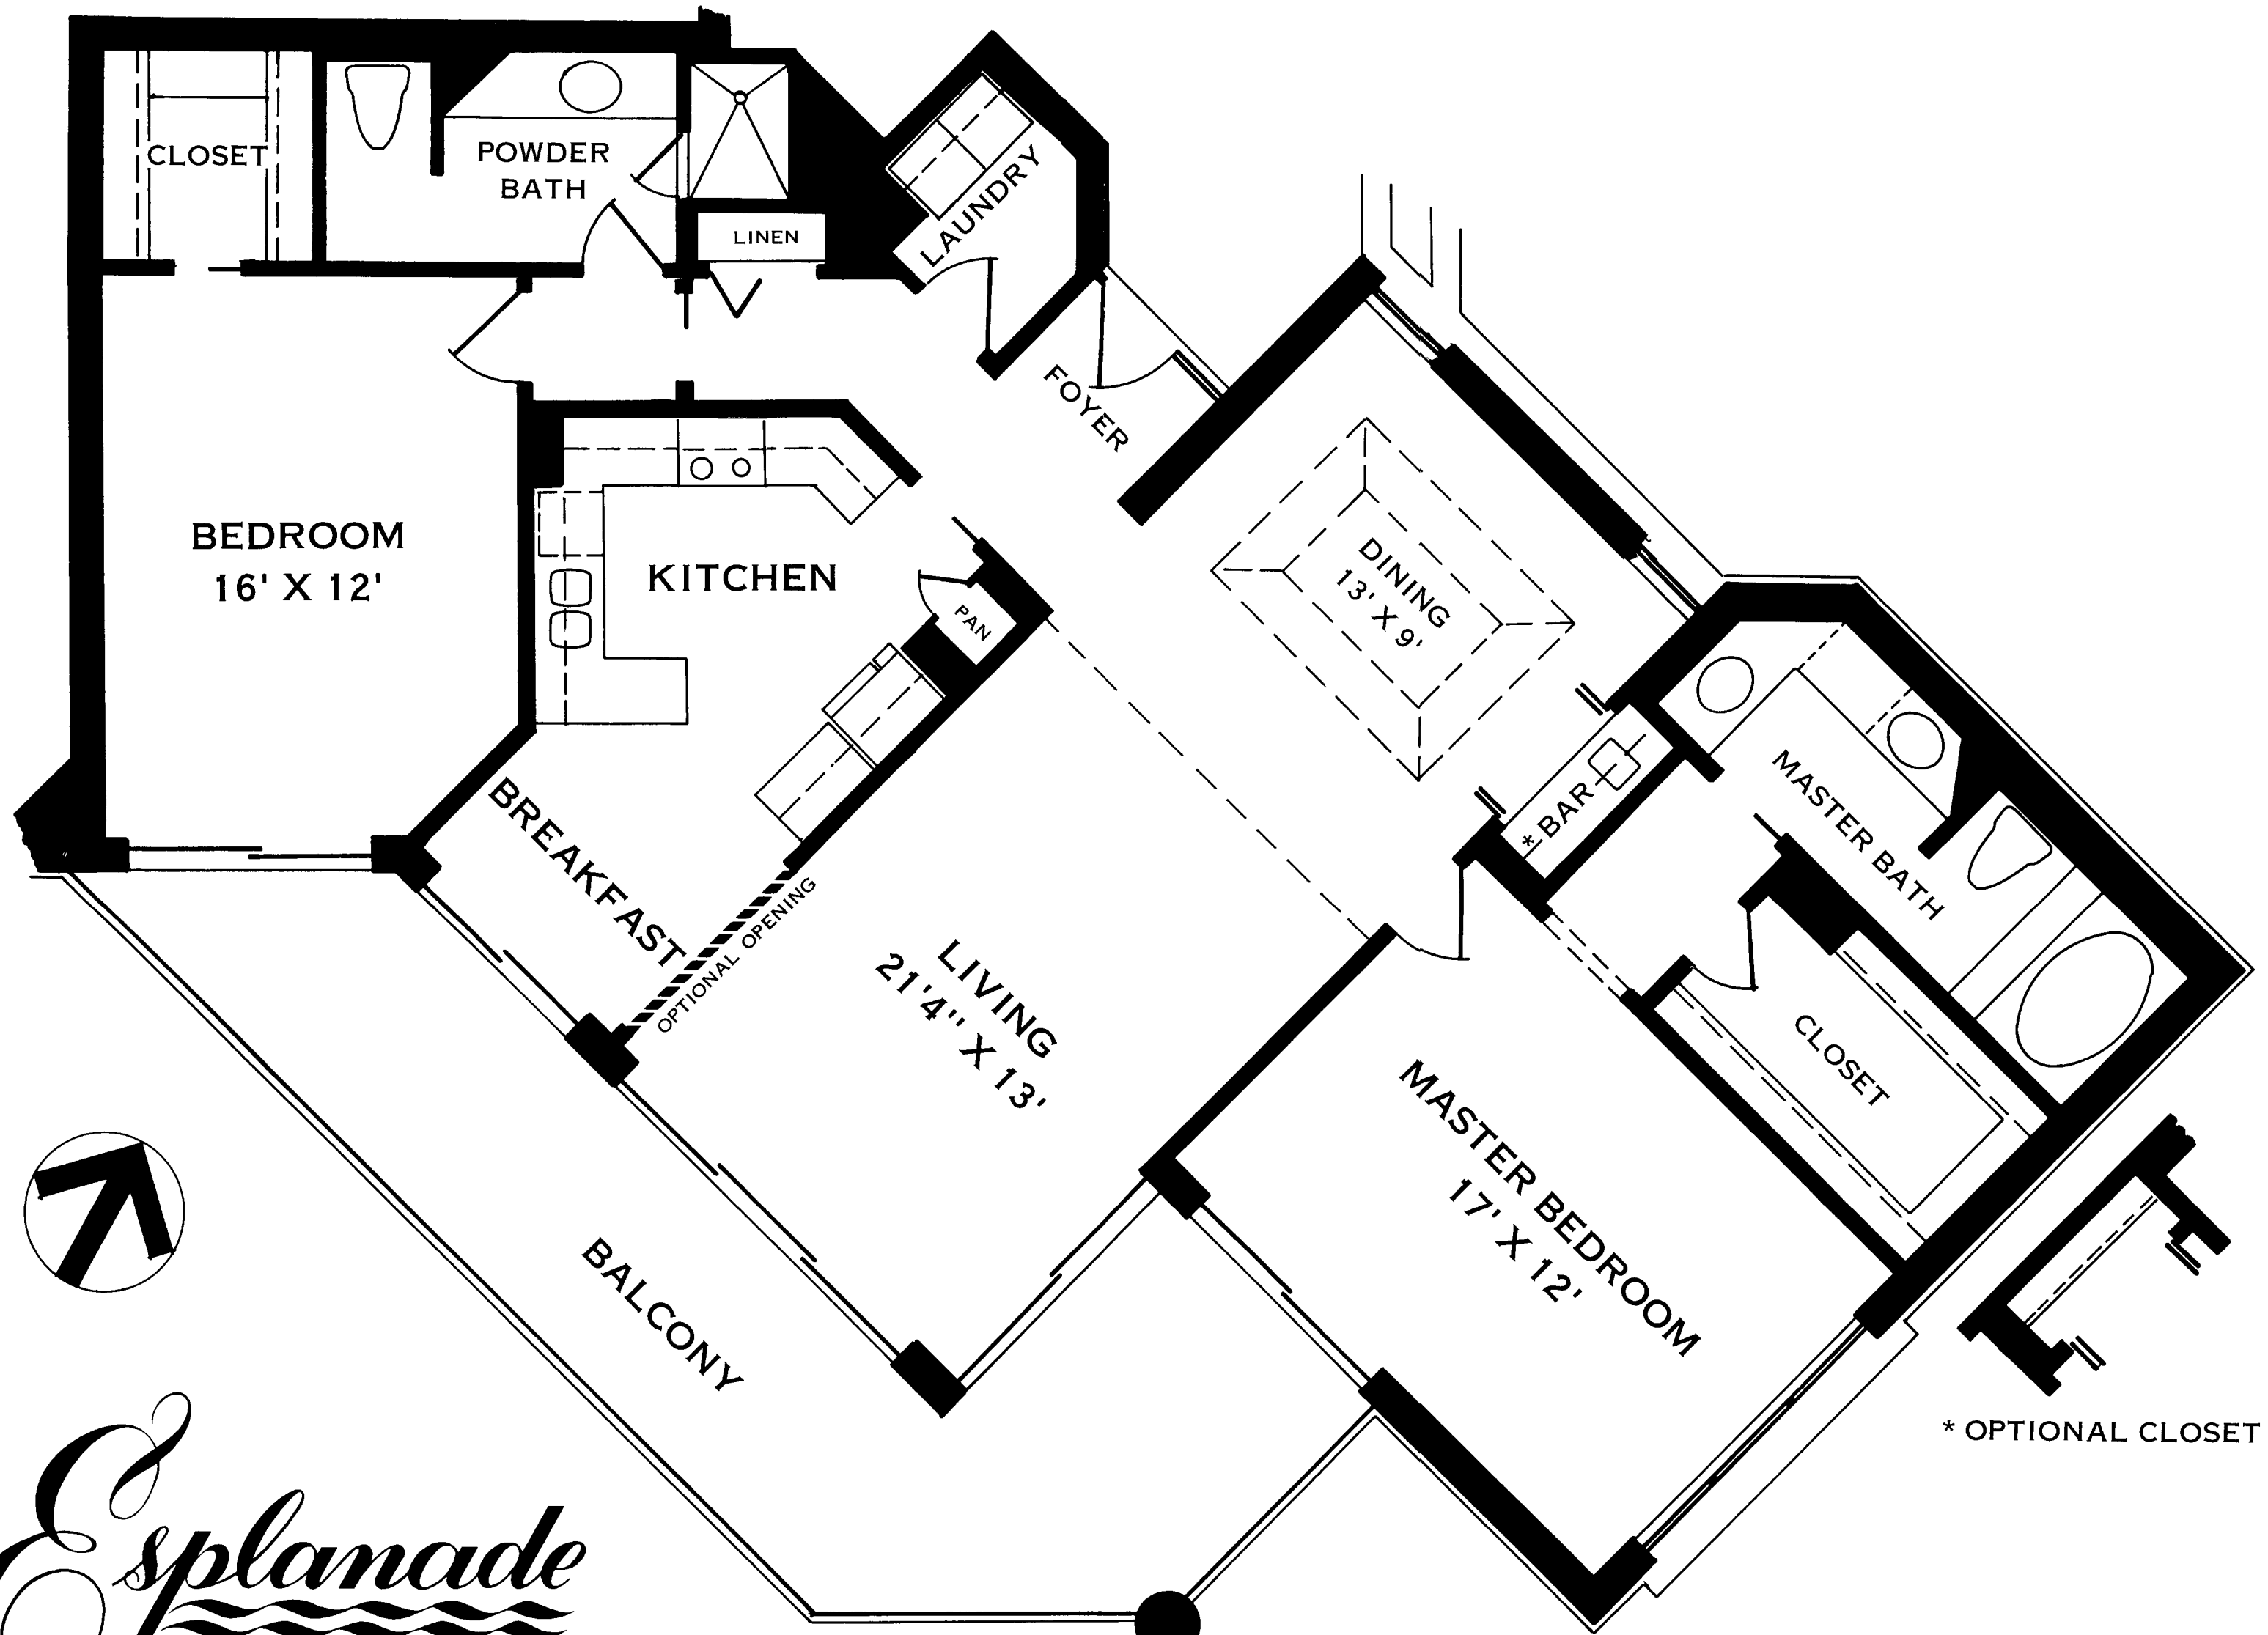 CLOSET
POWDER
BATH
LINEN
LAUNDRY
FOYER
BEDROOM
16' X 12'
KITCHEN
PAN
DINING
13' X 9'
* BAR
MASTER BATH
BREAKFAST
OPTIONAL OPENING
LIVING
21'4" X 13'
CLOSET
MASTER BEDROOM
17' X 12'
BALCONY
* OPTIONAL CLOSET
Esplanade